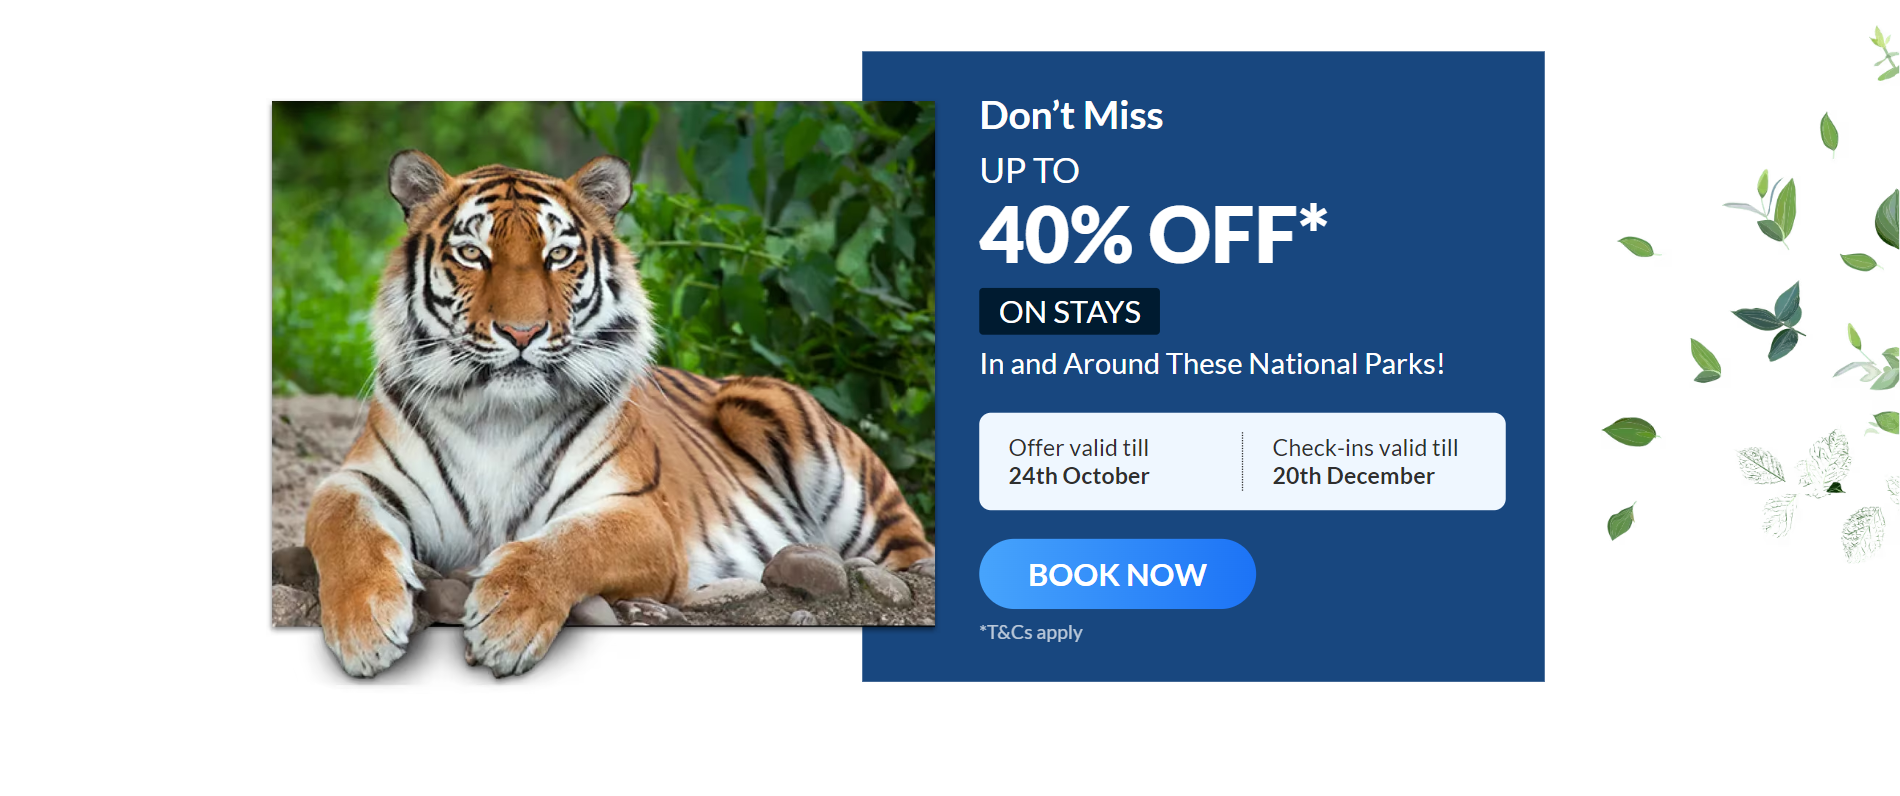 Don’t Miss
UP TO
40% OFF*
ON STAYS
In and Around These National Parks!
Offer valid till
24th October
Check-ins valid till
20th December
BOOK NOW
*T&Cs apply